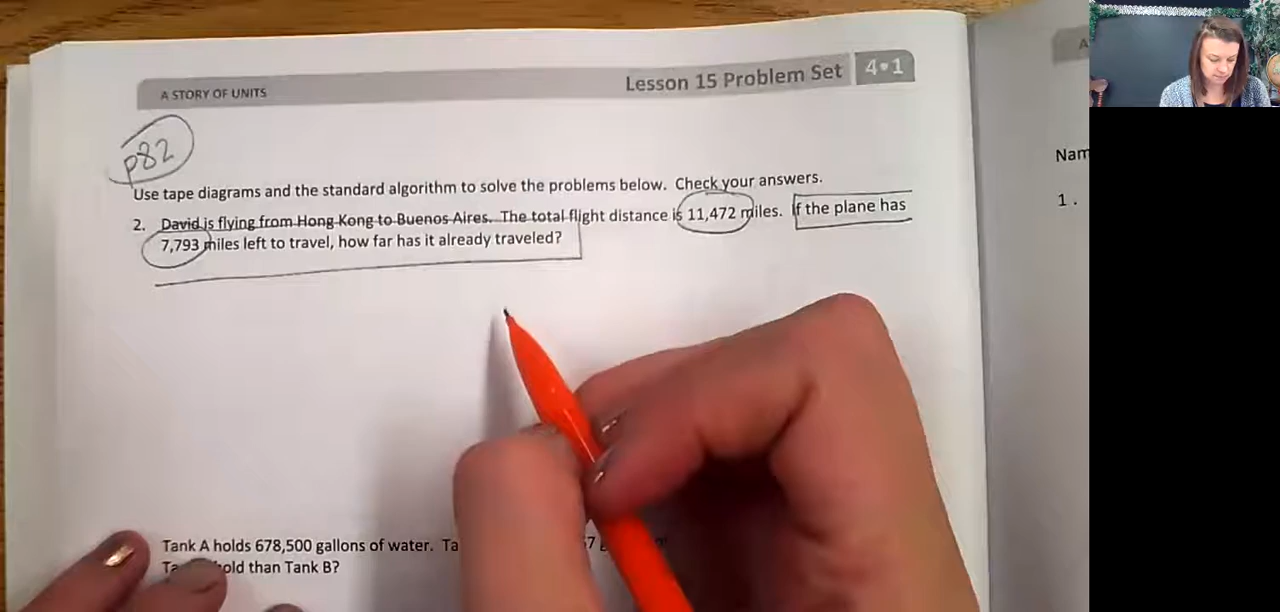 A STORY OF UNITS
Lesson 15 Problem Set 4•1
p82
Use tape diagrams and the standard algorithm to solve the problems below. Check your answers.
2. David is flying from Hong Kong to Buenos Aires. The total flight distance is 11,472 miles. If the plane has
7,793 miles left to travel, how far has it already traveled?
Tank A holds 678,500 gallons of water.
hold than Tank B?
1.